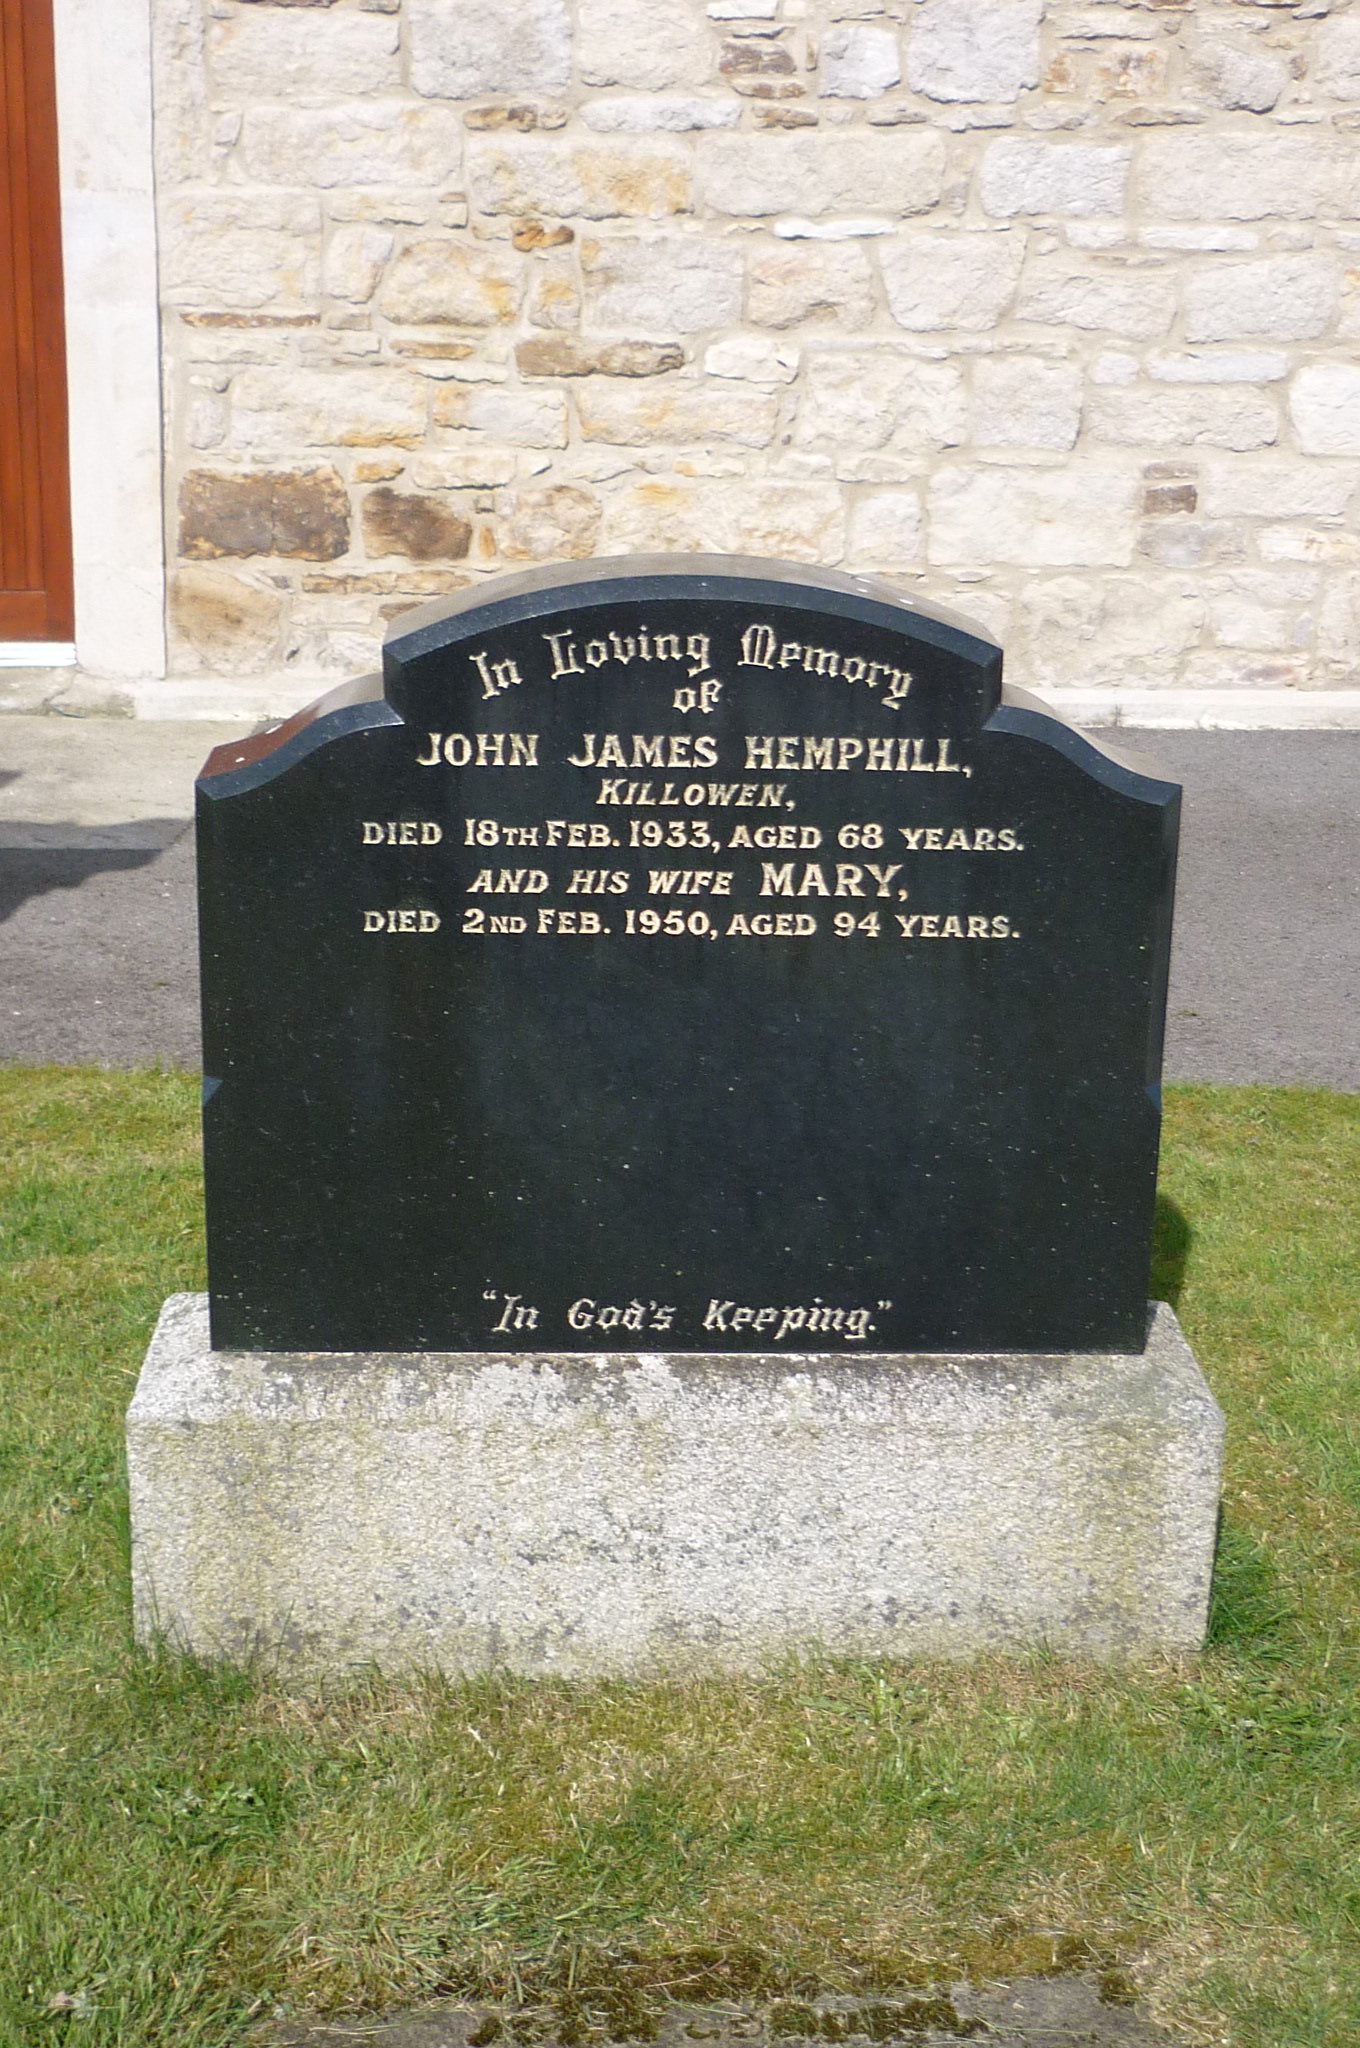 In Loving Memory
of
JOHN JAMES HEMPHILL,
KILLOWEN,
DIED 18TH FEB. 1933, AGED 68 YEARS.
AND HIS WIFE MARY,
DIED 2ND FEB. 1950, AGED 94 YEARS.
"In God's Keeping."